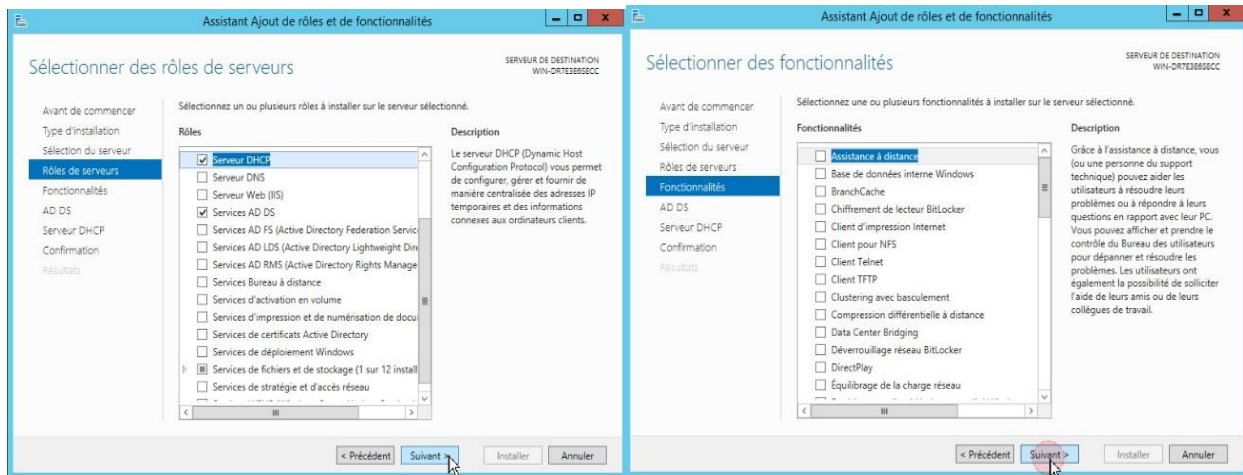 Assistant Ajout de rôles et de fonctionnalités
Sélectionner des rôles de serveurs
SERVEUR DE DESTINATION
WIN-DR7E3E6SECC
Avant de commencer
Type d'installation
Sélection du serveur
Rôles de serveurs
Fonctionnalités
AD DS
Serveur DHCP
Confirmation
Résultats
Sélectionnez un ou plusieurs rôles à installer sur le serveur sélectionné.
Rôles
Serveur DHCP
Serveur DNS
Serveur Web (IIS)
Services AD DS
Services AD FS (Active Directory Federation Servic
Services AD LDS (Active Directory Lightweight Dire
Services AD RMS (Active Directory Rights Manage
Services Bureau à distance
Services d'activation en volume
Services d'impression et de numérisation de docu
Services de certificats Active Directory
Services de déploiement Windows
Services de fichiers et de stockage (1 sur 12 install
Services de stratégie et d'accès réseau
Description
Le serveur DHCP (Dynamic Host
Configuration Protocol) vous permet
de configurer, gérer et fournir de
manière centralisée des adresses IP
temporaires et des informations
connexes aux ordinateurs clients.
< Précédent
Suivant >
Installer
Annuler
Assistant Ajout de rôles et de fonctionnalités
Sélectionner des fonctionnalités
SERVEUR DE DESTINATION
WIN-DR7E3E6SECC
Avant de commencer
Type d'installation
Sélection du serveur
Rôles de serveurs
Fonctionnalités
AD DS
Serveur DHCP
Confirmation
Résultats
Sélectionnez une ou plusieurs fonctionnalités à installer sur le serveur sélectionné.
Fonctionnalités
Assistance à distance
Base de données interne Windows
BranchCache
Chiffrement de lecteur BitLocker
Client d'impression Internet
Client pour NFS
Client Telnet
Client TFTP
Clustering avec basculement
Compression différentielle à distance
Data Center Bridging
Déverrouillage réseau BitLocker
DirectPlay
Équilibrage de la charge réseau
Description
Grâce à l'assistance à distance, vous
(ou une personne du support
technique) pouvez aider les
utilisateurs à résoudre leurs
problèmes ou à répondre à leurs
questions en rapport avec leur PC.
Vous pouvez afficher et prendre le
contrôle du Bureau des utilisateurs
pour dépanner et résoudre les
problèmes. Les utilisateurs ont
également la possibilité de solliciter
l'aide de leurs amis ou de leurs
collègues de travail.
< Précédent
Suivant >
Installer
Annuler